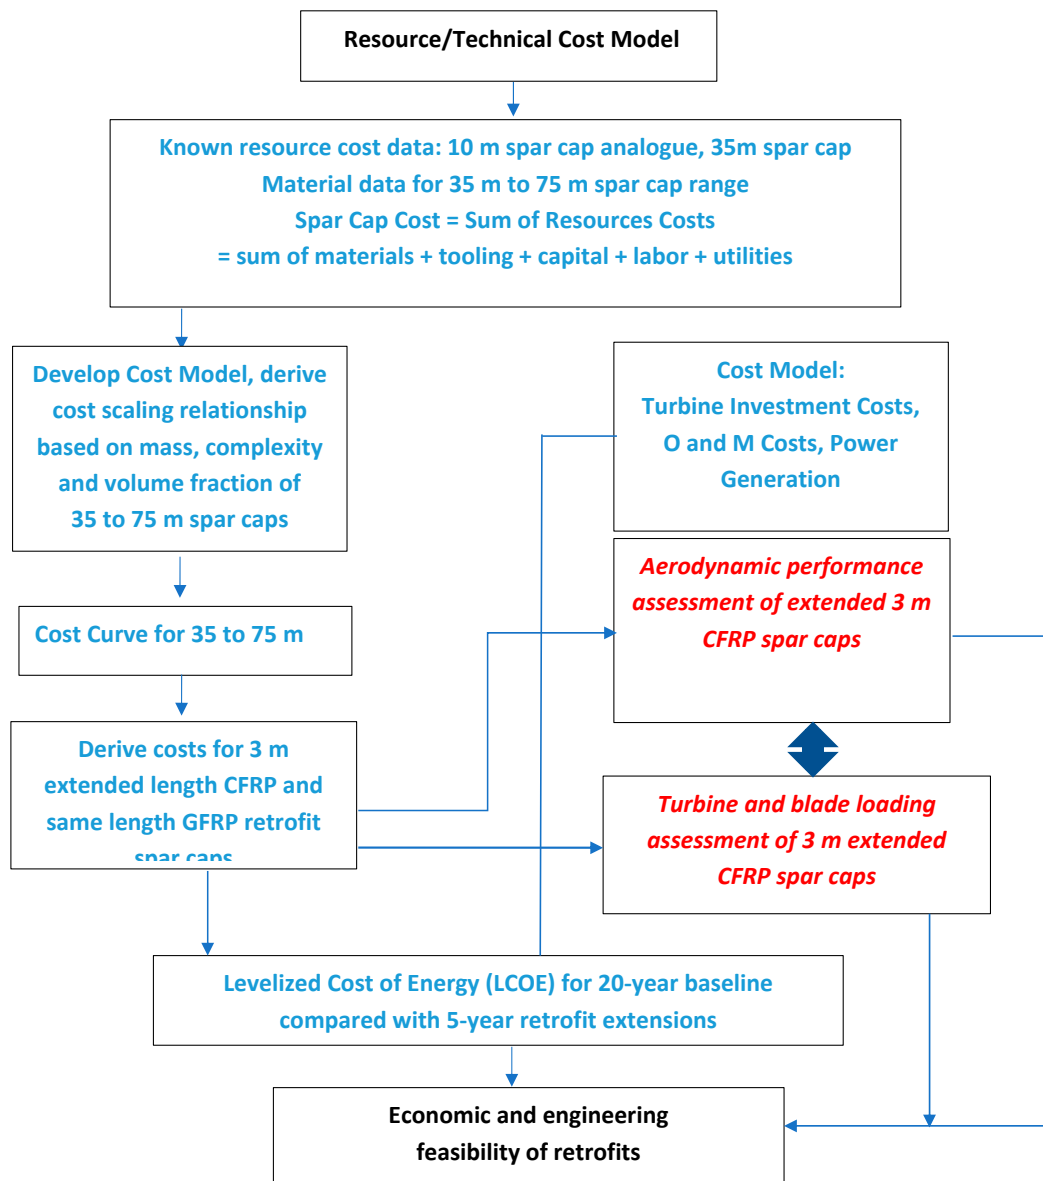 Resource/Technical Cost Model
Known resource cost data: 10 m spar cap analogue, 35m spar cap
Material data for 35 m to 75 m spar cap range
Spar Cap Cost = Sum of Resources Costs
= sum of materials + tooling + capital + labor + utilities
Develop Cost Model, derive
cost scaling relationship
based on mass, complexity
and volume fraction of
35 to 75 m spar caps
Cost Model:
Turbine Investment Costs,
O and M Costs, Power
Generation
Aerodynamic performance
assessment of extended 3 m
CFRP spar caps
Cost Curve for 35 to 75 m
Derive costs for 3 m
extended length CFRP and
same length GFRP retrofit
spar caps
Turbine and blade loading
assessment of 3 m extended
CFRP spar caps
Levelized Cost of Energy (LCOE) for 20-year baseline
compared with 5-year retrofit extensions
Economic and engineering
feasibility of retrofits